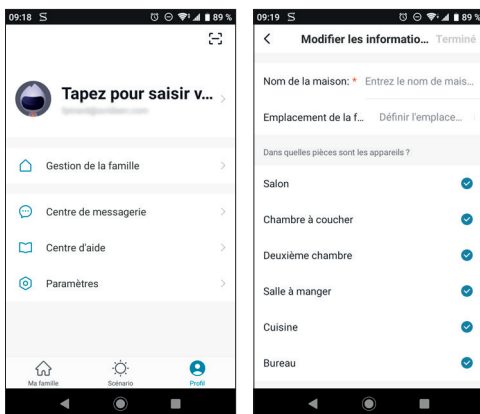 09:18 S 89 %
Tapez pour saisir v...
Gestion de la famille
Centre de messagerie
Centre d'aide
Paramètres
Ma famille Scénario Profil
09:19 S 89 %
Modifier les informatio... Terminé
Nom de la maison: * Entrez le nom de mais...
Emplacement de la f... Définir l'emplace...
Dans quelles pièces sont les appareils ?
Salon
Chambre à coucher
Deuxième chambre
Salle à manger
Cuisine
Bureau